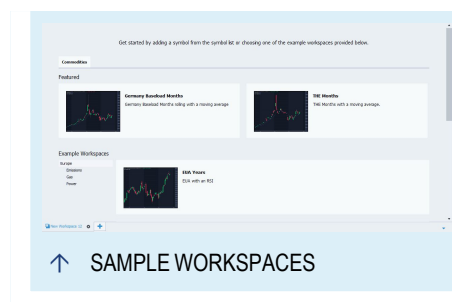 Get started by adding a symbol from the symbol list or choosing one of the example workspaces provided below.
Commodities
Featured
Germany Baseload Months
Germany Baseload Months rolling with a moving average
THE Months
THE Months with a moving average.
Example Workspaces
Europe
Emissions
Gas
Power
EUA Years
EUA with an RSI
New Workspace 12
SAMPLE WORKSPACES